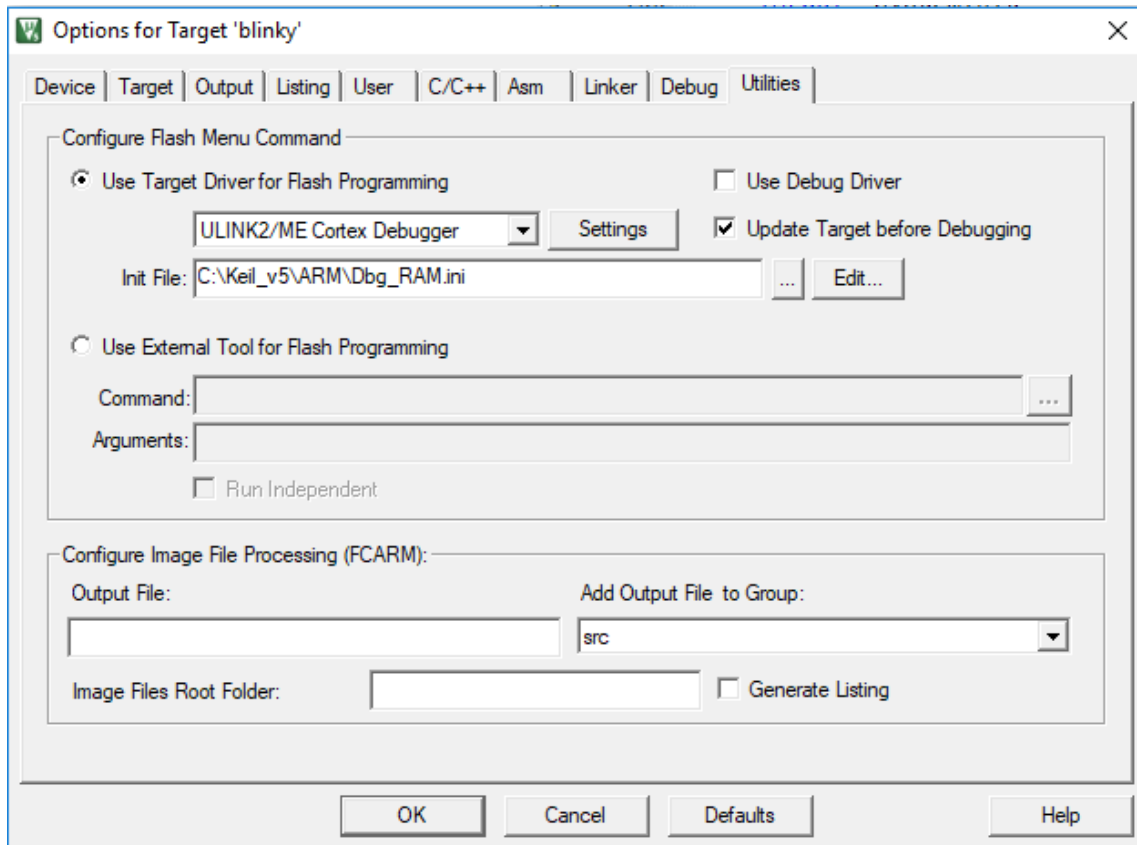 Options for Target 'blinky'
Device Target Output Listing User C/C++ Asm Linker Debug Utilities
Configure Flash Menu Command
Use Target Driver for Flash Programming Use Debug Driver
ULINK2/ME Cortex Debugger Settings Update Target before Debugging
Init File: C:\Keil_v5\ARM\Dbg_RAM.ini ... Edit...
Use External Tool for Flash Programming
Command: ...
Arguments:
Run Independent
Configure Image File Processing (FCARM):
Output File: Add Output File to Group:
src
Image Files Root Folder: Generate Listing
OK Cancel Defaults Help